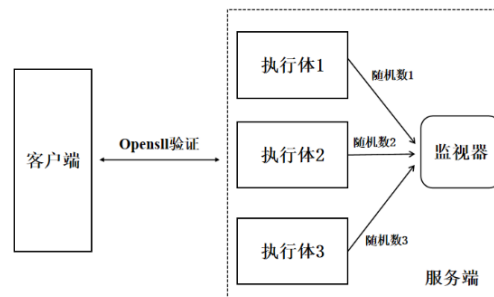 执行体1
随机数1
Opensll验证
客户端
执行体2
随机数2
监视器
执行体3
随机数3
服务端